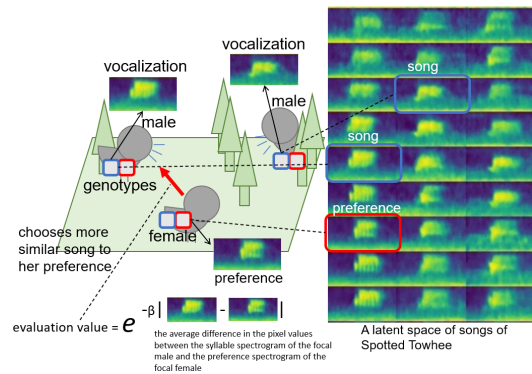 vocalization
male
vocalization
male
genotypes
female
preference
chooses more
similar song to
her preference
evaluation value = e
-β| - |
the average difference in the pixel values
between the syllable spectrogram of the focal
male and the preference spectrogram of the
focal female
song
song
preference
A latent space of songs of
Spotted Towhee